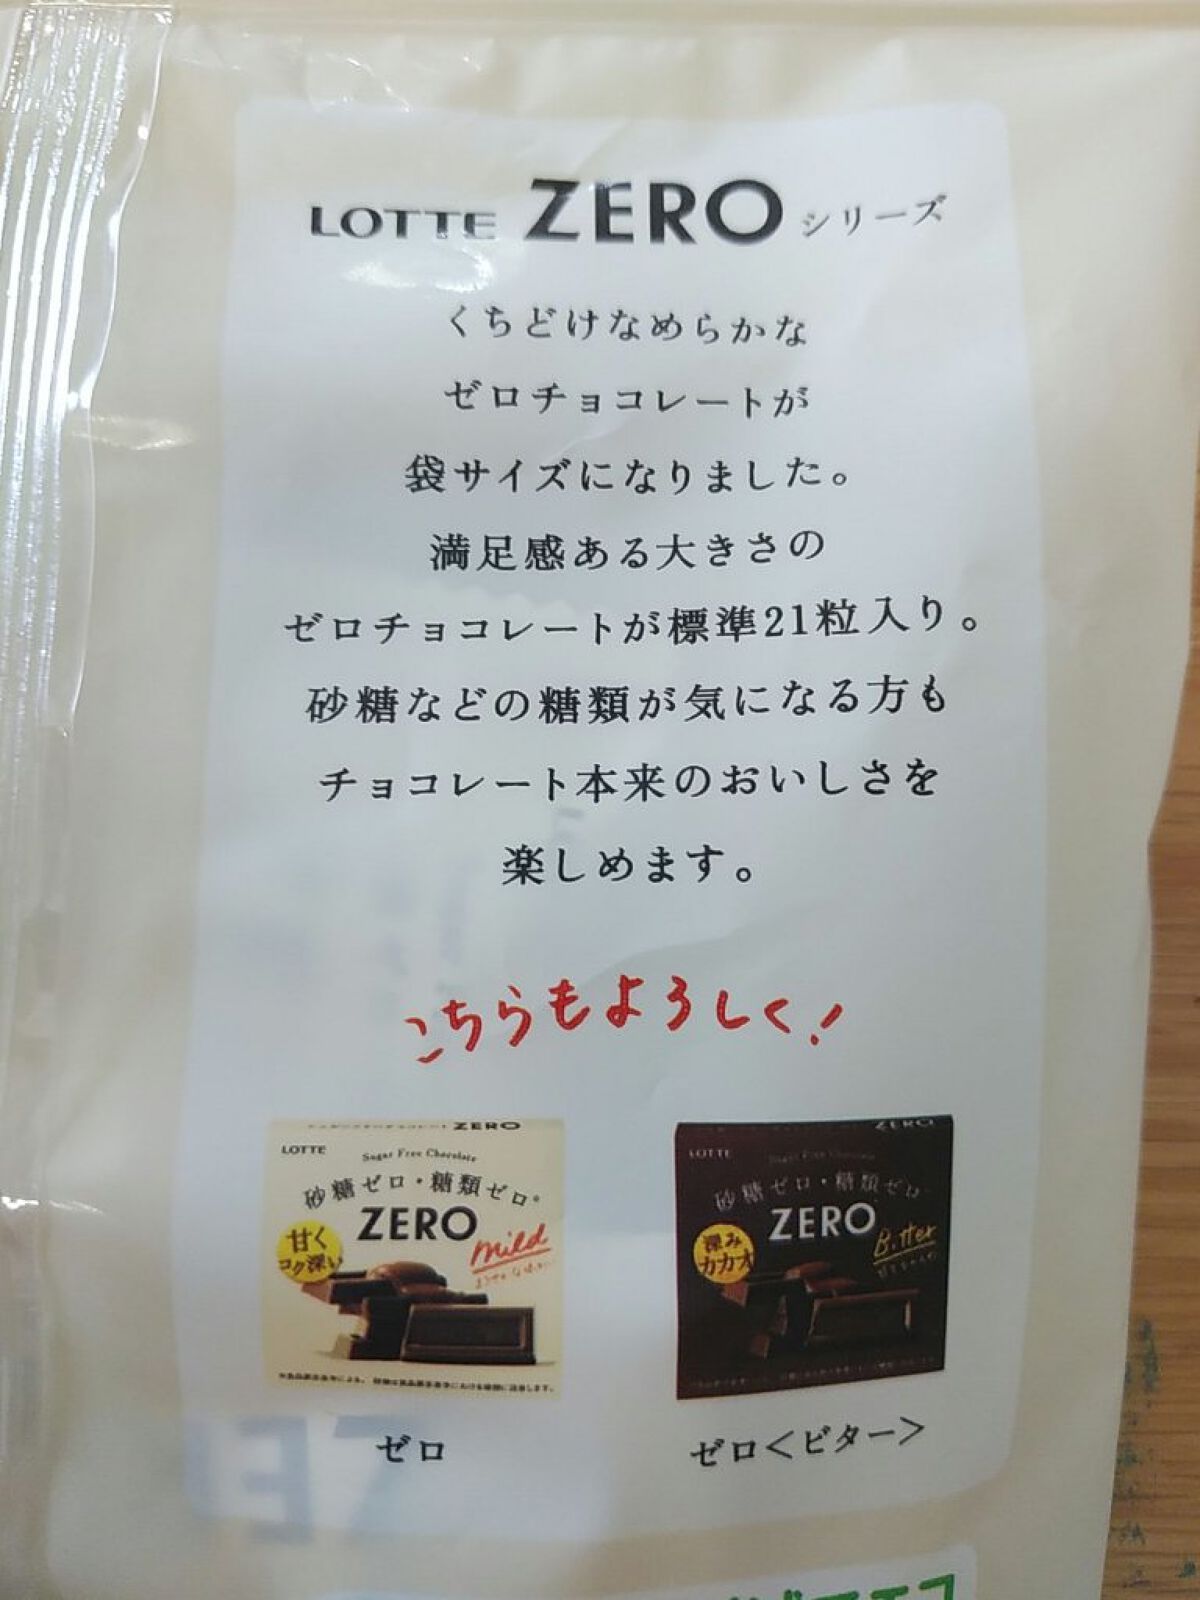 LOTTE ZERO シリーズ
くちどけなめらかな
ゼロチョコレートが
袋サイズになりました。
満足感ある大きさの
ゼロチョコレートが標準21粒入り。
砂糖などの糖類が気になる方も
チョコレート本来のおいしさを
楽しめます。
こちらもよろしく!
ZERO
LOTTE
Sugar Free Chocolate
砂糖ゼロ・糖類ゼロ※
ZERO
mild
甘く
コク深い
ゼロ
ZERO
LOTTE
Sugar Free Chocolate
砂糖ゼロ・糖類ゼロ※
ZERO
Bitter
深み
カカオ
ゼロ<ビター>